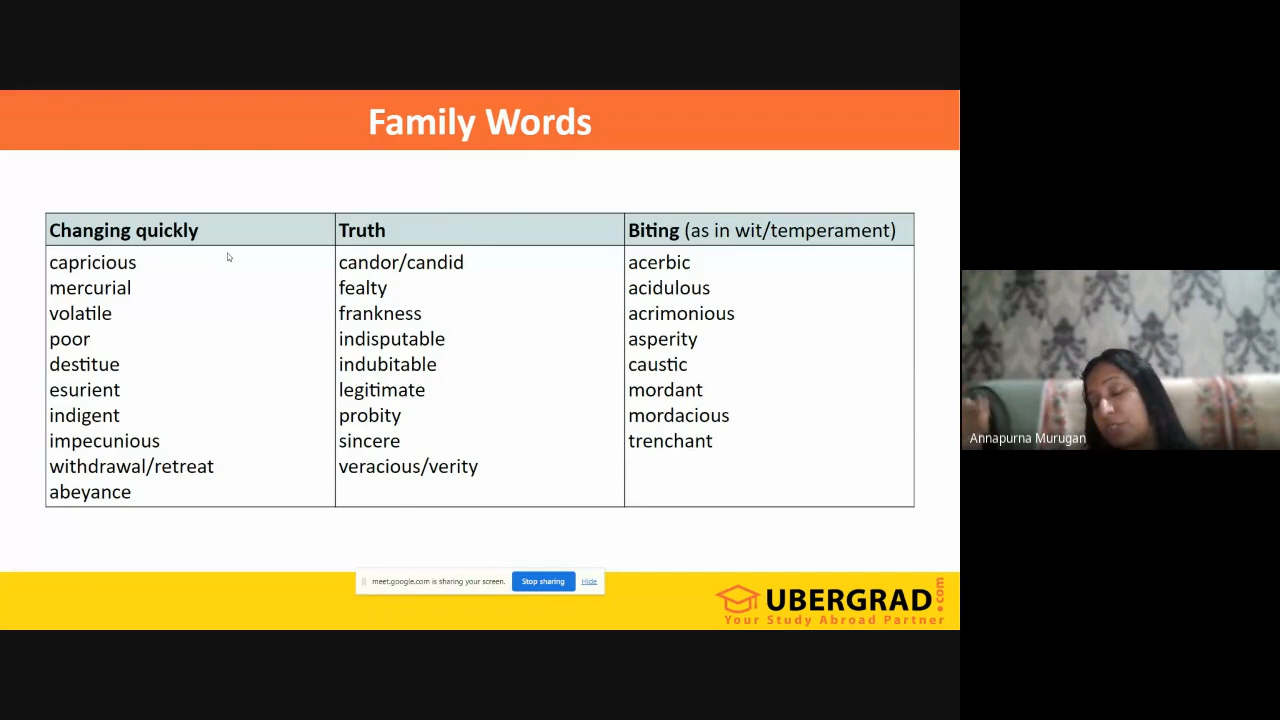 Family Words
Changing quickly
capricious
mercurial
volatile
poor
destitue
esurient
indigent
impecunious
withdrawal/retreat
abeyance
Truth
candor/candid
fealty
frankness
indisputable
indubitable
legitimate
probity
sincere
veracious/verity
Biting (as in wit/temperament)
acerbic
acidulous
acrimonious
asperity
caustic
mordant
mordacious
trenchant
meet.google.com is sharing your screen. Stop sharing Hide
UBERGRAD.com
Your Study Abroad Partner
Annapurna Murugan